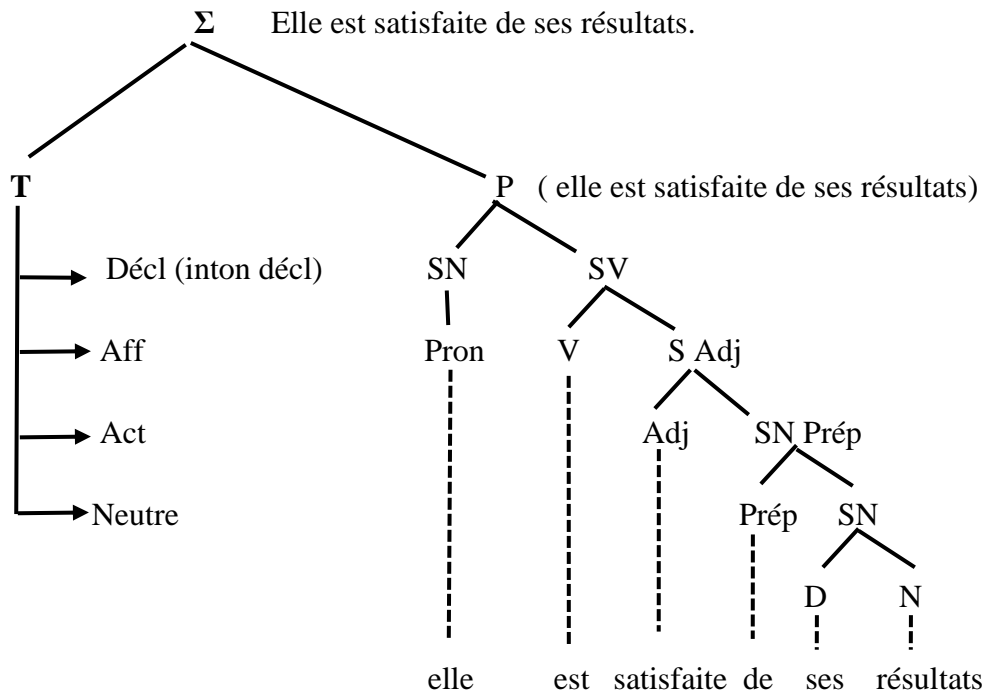 Σ Elle est satisfaite de ses résultats.
T P ( elle est satisfaite de ses résultats)
Décl (inton décl) SN SV
Aff Pron V S Adj
Act Adj SN Prép
Neutre Prép SN
D N
elle est satisfaite de ses résultats